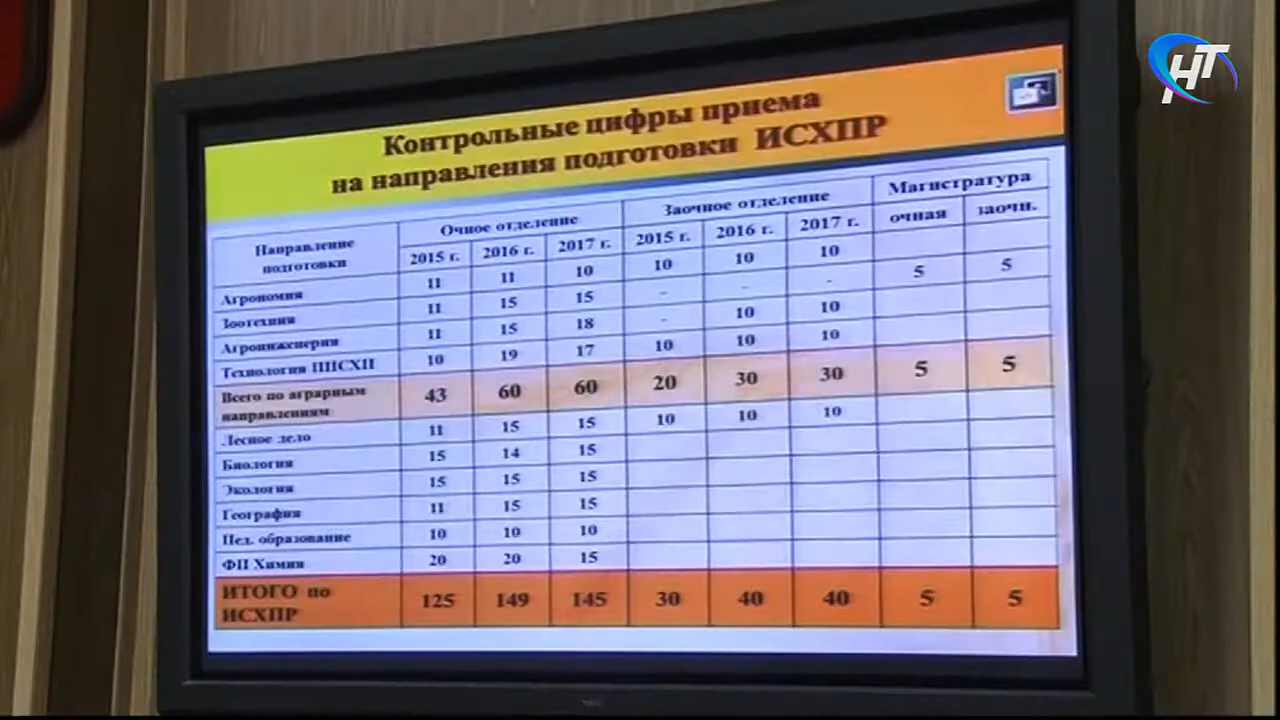 НТ
Контрольные цифры приема
на направления подготовки ИСХПР
Направление подготовки Очное отделение Заочное отделение Магистратура
2015 г. 2016 г. 2017 г. 2015 г. 2016 г. 2017 г. очная заочн.
Агрономия 11 11 10 10 10 10
Зоотехния 11 15 15 - - - 5 5
Агроинженерия 11 15 18 - 10 10
Технология ППСХП 10 19 17 10 10 10
Всего по аграрным
направлениям 43 60 60 20 30 30 5 5
Лесное дело 11 15 15 10 10 10
Биология 15 14 15
Экология 15 15 15
География 11 15 15
Пед. образование 10 10 10
ФП Химия 20 20 15
ИТОГО по
ИСХПР 125 149 145 30 40 40 5 5